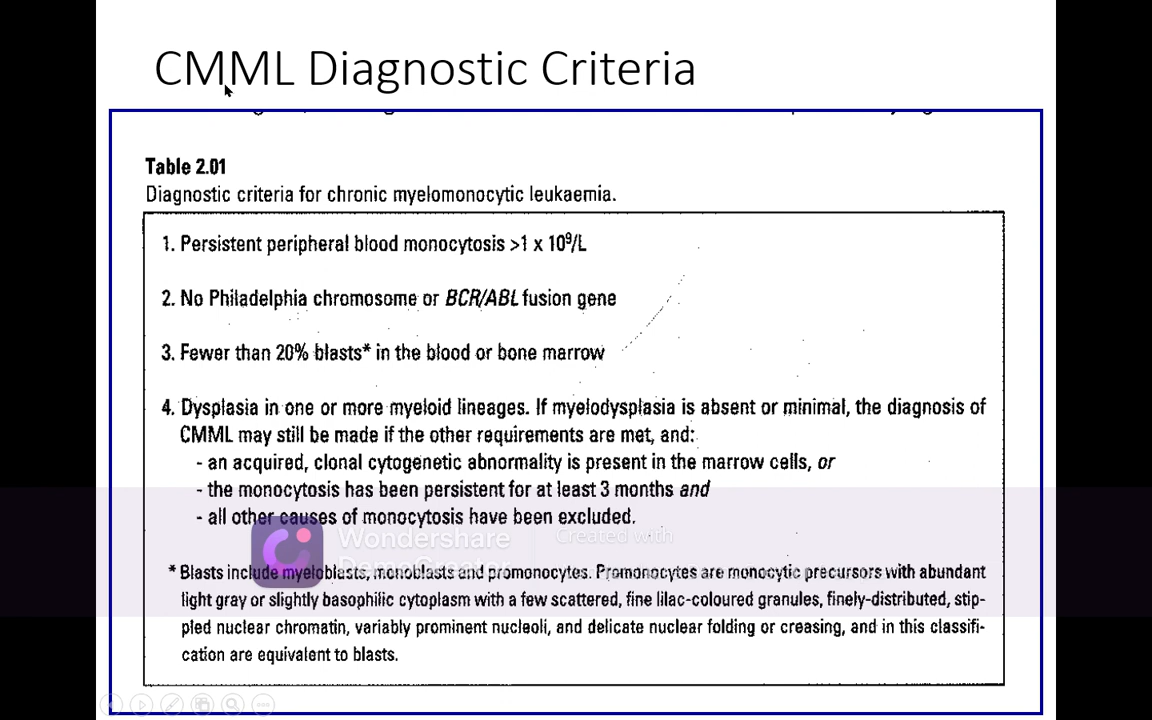 CMML Diagnostic Criteria
Table 2.01
Diagnostic criteria for chronic myelomonocytic leukaemia.
1. Persistent peripheral blood monocytosis >1 x 10⁹/L
2. No Philadelphia chromosome or BCR/ABL fusion gene
3. Fewer than 20% blasts* in the blood or bone marrow
4. Dysplasia in one or more myeloid lineages. If myelodysplasia is absent or minimal, the diagnosis of
CMML may still be made if the other requirements are met, and:
- an acquired, clonal cytogenetic abnormality is present in the marrow cells, or
- the monocytosis has been persistent for at least 3 months and
- all other causes of monocytosis have been excluded.
Wondershare
DemoCreator
Created with
* Blasts include myeloblasts, monoblasts and promonocytes. Promonocytes are monocytic precursors with abundant
light gray or slightly basophilic cytoplasm with a few scattered, fine lilac-coloured granules, finely-distributed, stip-
pled nuclear chromatin, variably prominent nucleoli, and delicate nuclear folding or creasing, and in this classifi-
cation are equivalent to blasts.